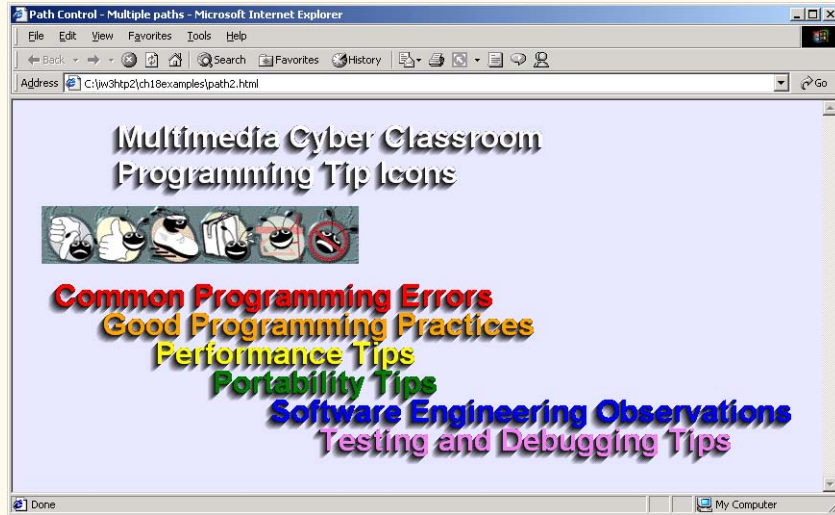 Path Control - Multiple paths - Microsoft Internet Explorer
File Edit View Favorites Tools Help
Back Search Favorites History
Address C:\iw3htp2\ch18examples\path2.html Go
Multimedia Cyber Classroom
Programming Tip Icons
Common Programming Errors
Good Programming Practices
Performance Tips
Portability Tips
Software Engineering Observations
Testing and Debugging Tips
Done My Computer